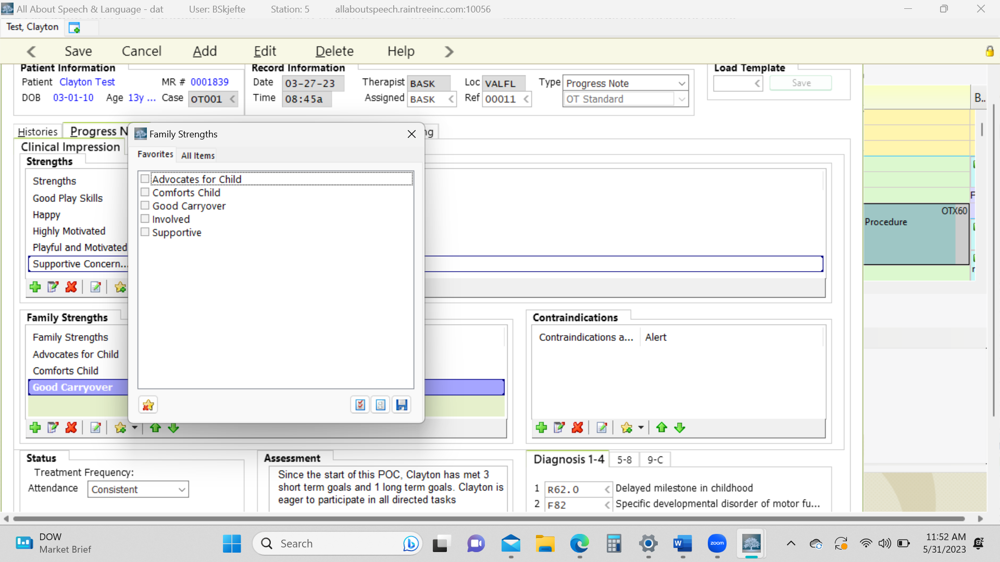 All About Speech & Language - dat User: BSkjefte Station: 5 allaboutspeech.raintreeinc.com:10056
Test, Clayton
Save Cancel Add Edit Delete Help
Patient Information Record Information Load Template
Patient Clayton Test MR # 0001839 Date 03-27-23 Therapist BASK Loc VALFL Type Progress Note Save
DOB 03-01-10 Age 13y ... Case OT001 Time 08:45a Assigned BASK Ref 00011 OT Standard
B..
Histories Progress N ng
Clinical Impression
Strengths
Strengths
Good Play Skills
Happy
Highly Motivated
Playful and Motivated
Supportive Concern...
Family Strengths
Favorites All Items
Advocates for Child
Comforts Child
Good Carryover
Involved
Supportive
F
OTX60
Procedure
Family Strengths
Family Strengths
Advocates for Child
Comforts Child
Good Carryover
Contraindications
Contraindications a... Alert
Status
Treatment Frequency:
Attendance Consistent
Assessment
Since the start of this POC, Clayton has met 3
short term goals and 1 long term goals. Clayton is
eager to participate in all directed tasks
Diagnosis 1-4 5-8 9-C
1 R62.0 Delayed milestone in childhood
2 F82 Specific developmental disorder of motor fu...
DOW
Market Brief
Search
zoom
11:52 AM
5/31/2023